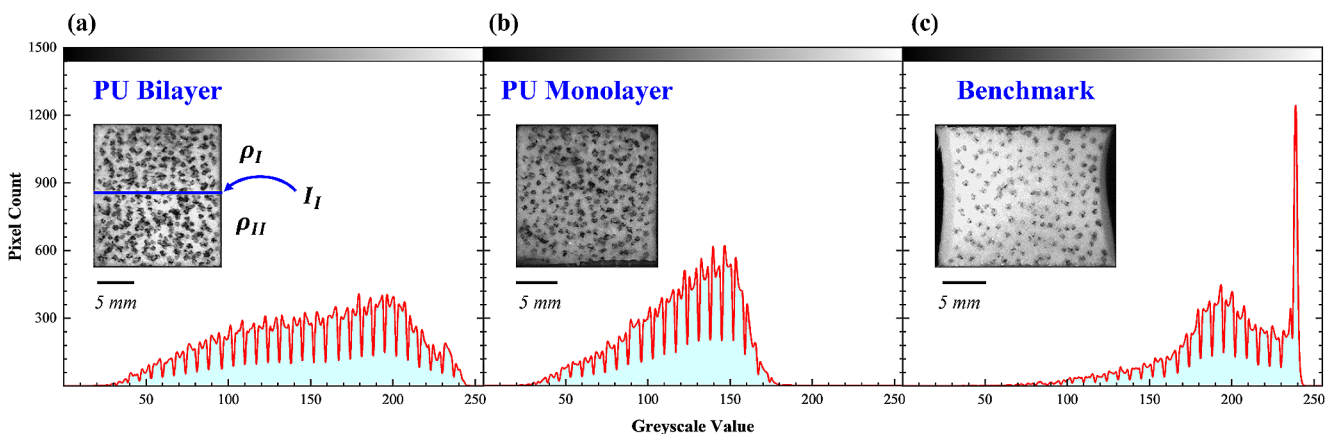 (a)
(b)
(c)
1500
1200
900
600
300
Pixel Count
PU Bilayer
ρI
II
ρII
5 mm
PU Monolayer
5 mm
Benchmark
5 mm
50
100
150
200
250
50
100
150
200
250
50
100
150
200
250
Greyscale Value